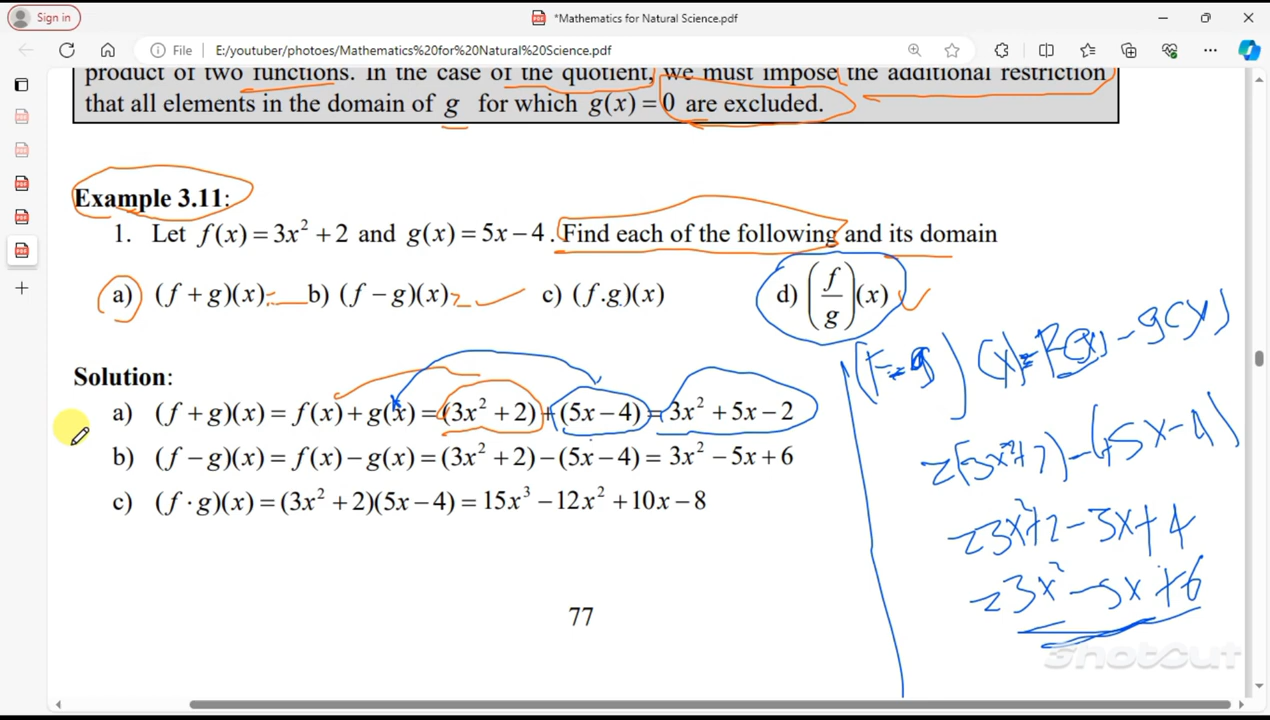 Sign in
*Mathematics for Natural Science.pdf
File E:/youtuber/photoes/Mathematics%20for%20Natural%20Science.pdf
product of two functions. In the case of the quotient, we must impose the additional restriction
that all elements in the domain of g for which g(x) = 0 are excluded.
Example 3.11:
1. Let f(x) = 3x² + 2 and g(x) = 5x − 4. Find each of the following and its domain
a) (f + g)(x) = b) (f − g)(x) = c) (f.g)(x) d) (f/g)(x)
Solution:
a) (f + g)(x) = f(x) + g(x) = (3x² + 2) + (5x − 4) = 3x² + 5x − 2
b) (f − g)(x) = f(x) − g(x) = (3x² + 2) − (5x − 4) = 3x² − 5x + 6
c) (f · g)(x) = (3x² + 2)(5x − 4) = 15x³ − 12x² + 10x − 8
(f − g)(x) = f(x) − g(x)
= (3x²+2) − (5x − 4)
= 3x²+2 − 5x + 4
= 3x² − 5x + 6
77